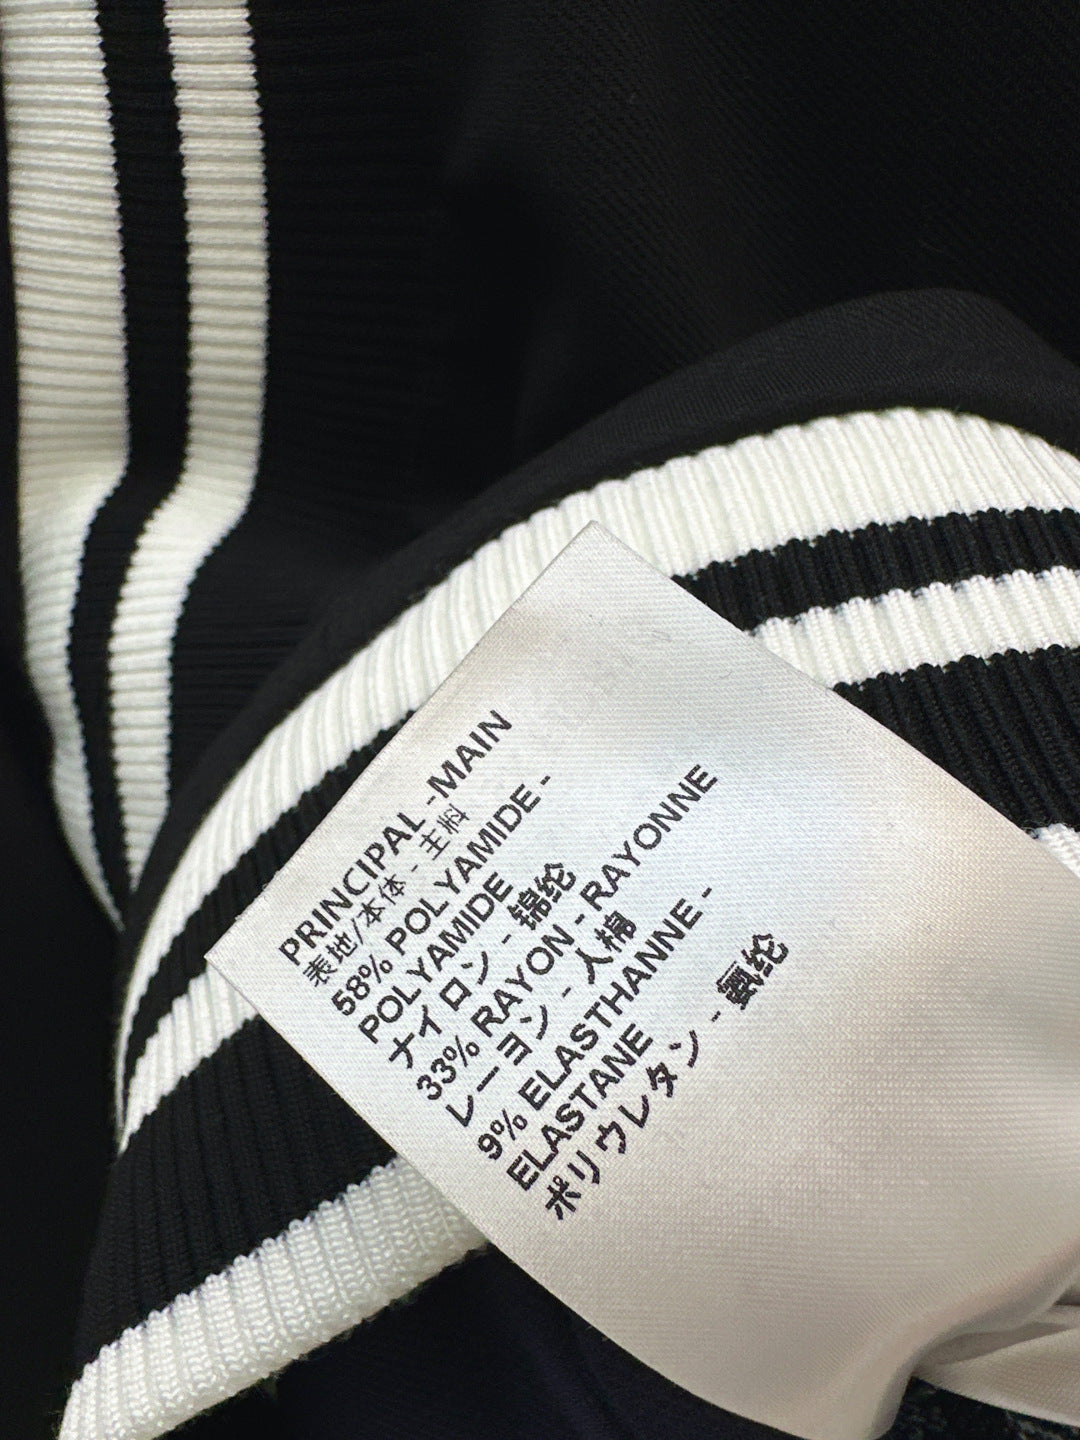 PRINCIPAL - MAIN
表地/本体 - 主料
58% POLYAMIDE -
POLYAMIDE
ナイロン - 锦纶
33% RAYON - RAYONNE
レーヨン - 人棉
9% ELASTHANNE -
ELASTANE
ポリウレタン - 氨纶